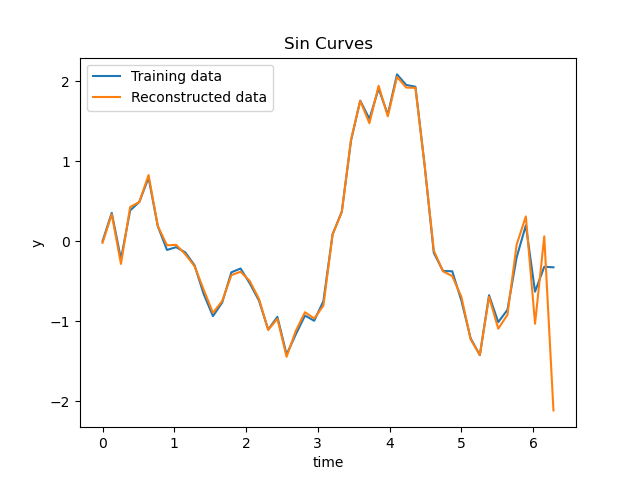 Sin Curves
Training data
Reconstructed data
2
1
0
−1
−2
y
0 1 2 3 4 5 6
time